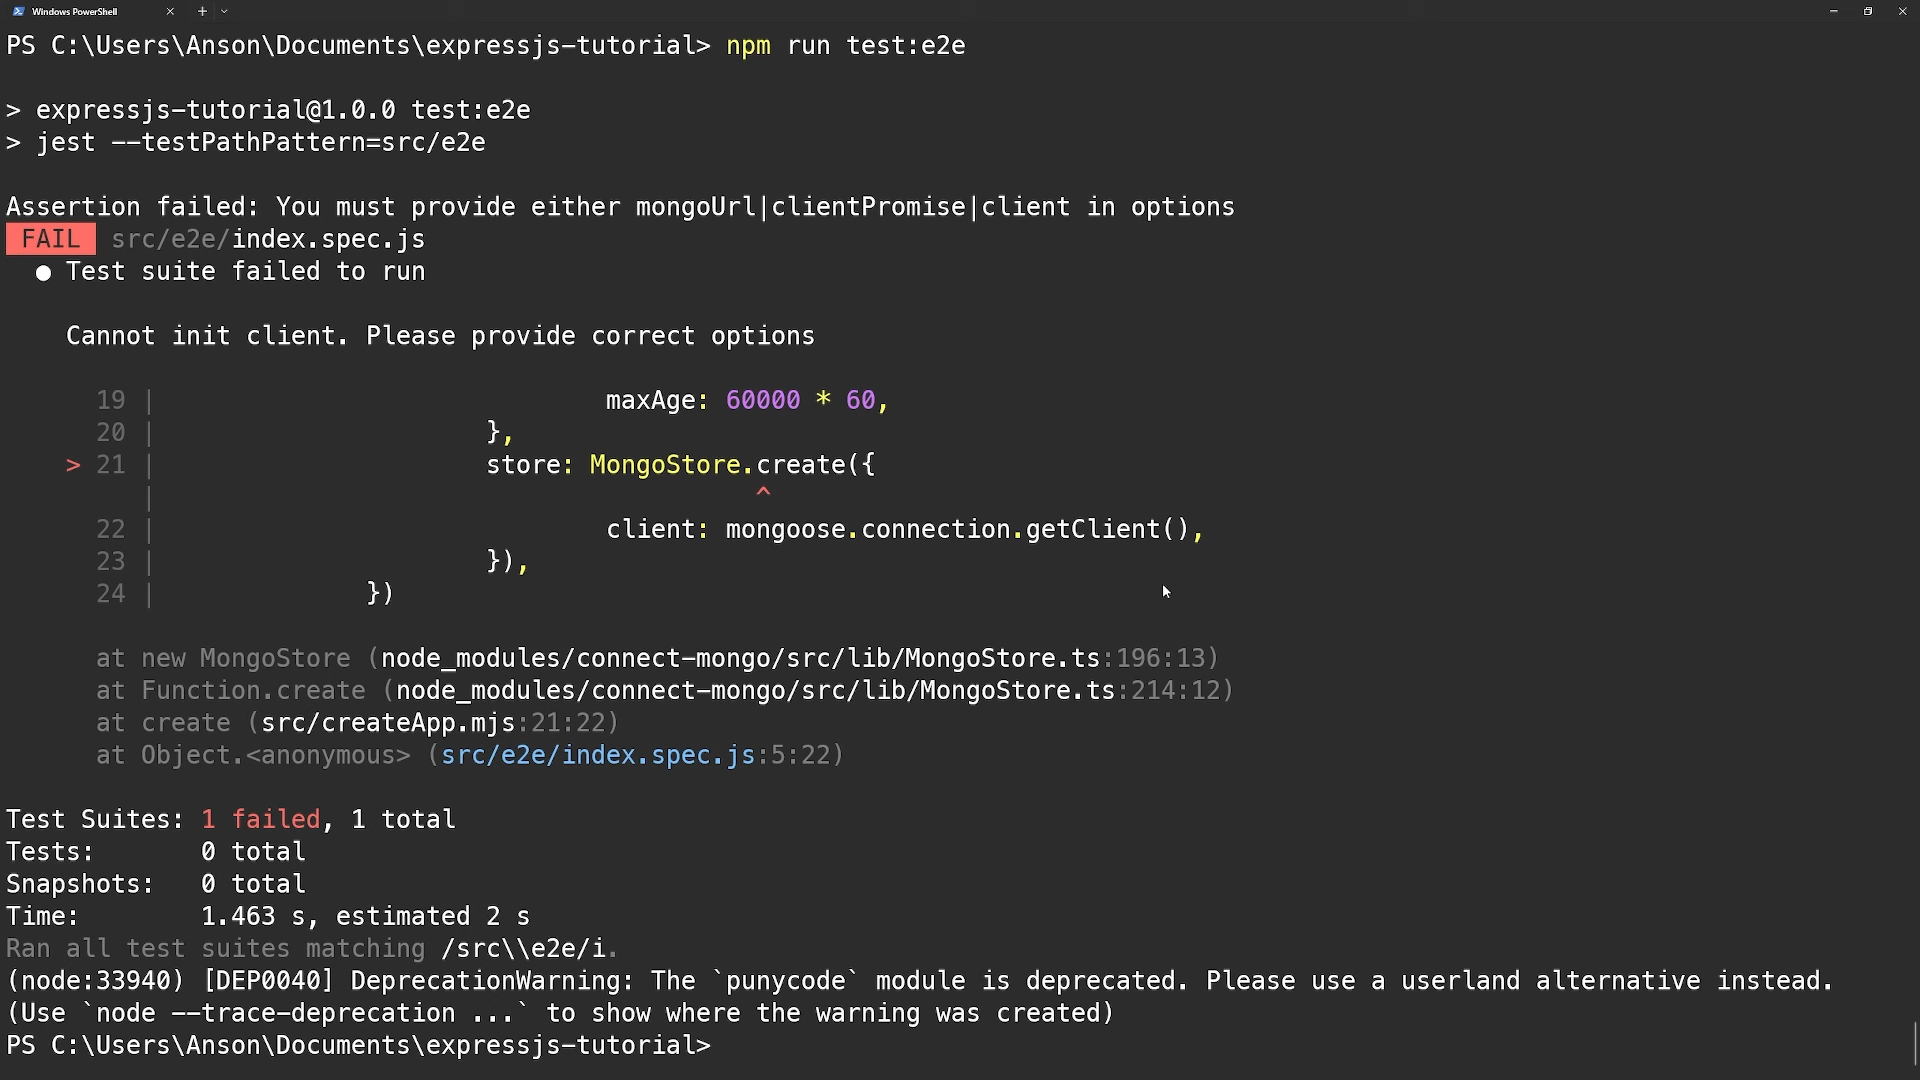 Windows PowerShell
PS C:\Users\Anson\Documents\expressjs-tutorial> npm run test:e2e
> expressjs-tutorial@1.0.0 test:e2e
> jest --testPathPattern=src/e2e
Assertion failed: You must provide either mongoUrl|clientPromise|client in options
FAIL src/e2e/index.spec.js
● Test suite failed to run
Cannot init client. Please provide correct options
19 | maxAge: 60000 * 60,
20 | },
> 21 | store: MongoStore.create({
| ^
22 | client: mongoose.connection.getClient(),
23 | }),
24 | })
at new MongoStore (node_modules/connect-mongo/src/lib/MongoStore.ts:196:13)
at Function.create (node_modules/connect-mongo/src/lib/MongoStore.ts:214:12)
at create (src/createApp.mjs:21:22)
at Object.<anonymous> (src/e2e/index.spec.js:5:22)
Test Suites: 1 failed, 1 total
Tests: 0 total
Snapshots: 0 total
Time: 1.463 s, estimated 2 s
Ran all test suites matching /src\\e2e/i.
(node:33940) [DEP0040] DeprecationWarning: The `punycode` module is deprecated. Please use a userland alternative instead.
(Use `node --trace-deprecation ...` to show where the warning was created)
PS C:\Users\Anson\Documents\expressjs-tutorial>